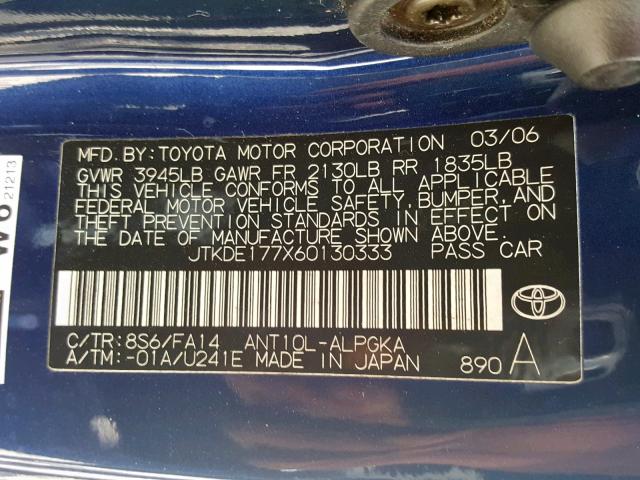 MFD.BY:TOYOTA MOTOR CORPORATION 03/06
GVWR 3945LB GAWR FR 2130LB RR 1835LB
THIS VEHICLE CONFORMS TO ALL APPLICABLE
FEDERAL MOTOR VEHICLE SAFETY,BUMPER,AND
THEFT PREVENTION STANDARDS IN EFFECT ON
THE DATE OF MANUFACTURE SHOWN ABOVE.
JTKDE177X60130333 PASS CAR
C/TR:8S6/FA14 ANT10L-ALPGKA
A/TM:-01A/U241E MADE IN JAPAN 890 A
21213